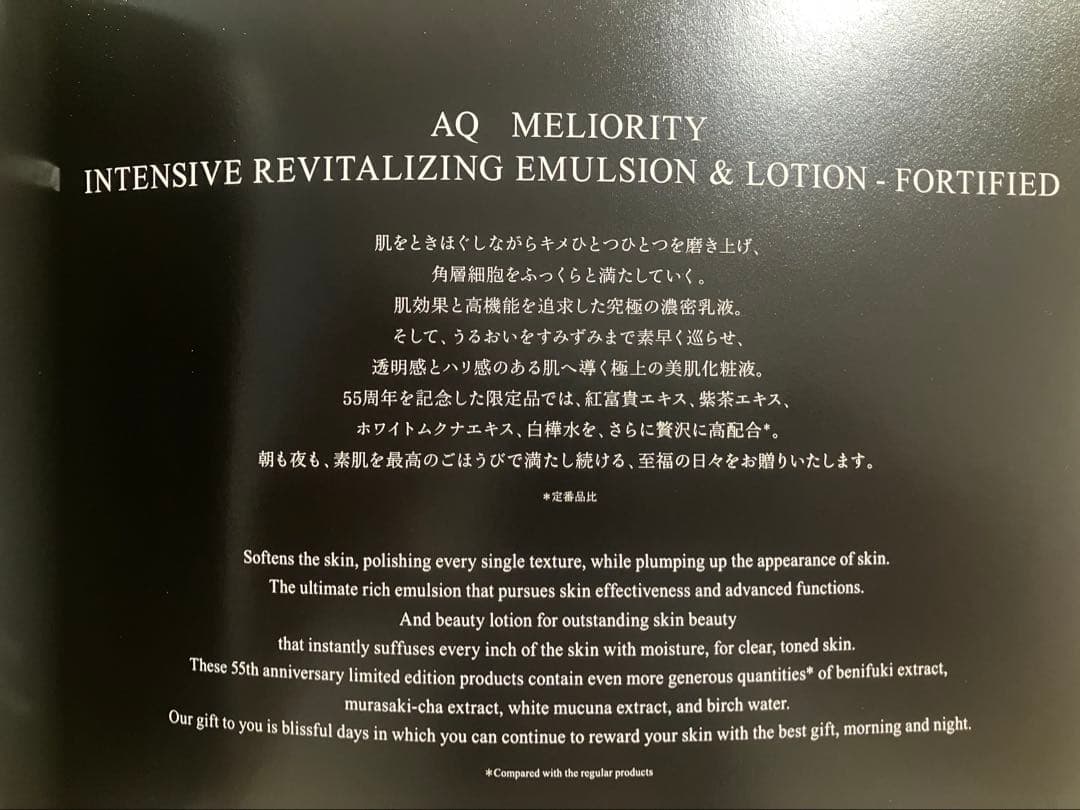 AQ MELIORITY
INTENSIVE REVITALIZING EMULSION & LOTION - FORTIFIED
肌をときほぐしながらキメひとつひとつを磨き上げ、
角層細胞をふっくらと満たしていく。
肌効果と高機能を追求した究極の濃密乳液。
そして、うるおいをすみずみまで素早く巡らせ、
透明感とハリ感のある肌へ導く極上の美肌化粧液。
55周年を記念した限定品では、紅富貴エキス、紫茶エキス、
ホワイトムクナエキス、白樺水を、さらに贅沢に高配合*。
朝も夜も、素肌を最高のごほうびで満たし続ける、至福の日々をお贈りいたします。
*定番品比
Softens the skin, polishing every single texture, while plumping up the appearance of skin.
The ultimate rich emulsion that pursues skin effectiveness and advanced functions.
And beauty lotion for outstanding skin beauty
that instantly suffuses every inch of the skin with moisture, for clear, toned skin.
These 55th anniversary limited edition products contain even more generous quantities* of benifuki extract,
murasaki-cha extract, white mucuna extract, and birch water.
Our gift to you is blissful days in which you can continue to reward your skin with the best gift, morning and night.
*Compared with the regular products